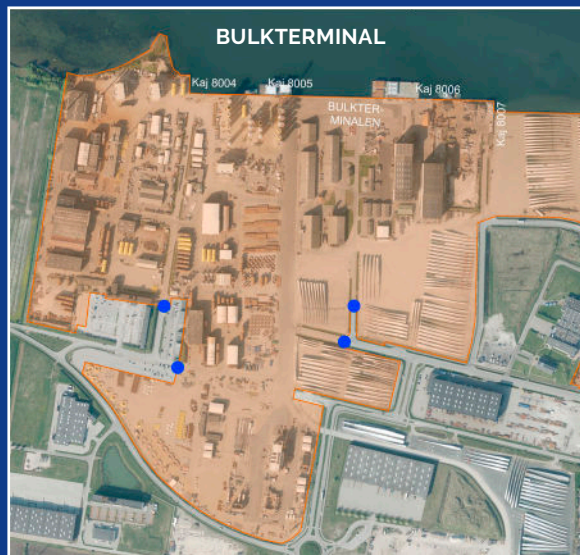 BULKTERMINAL
Kaj 8004
Kaj 8005
Kaj 8006
Kaj 8007
BULKTER-
MINALEN